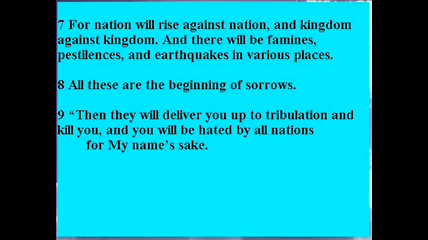 7 For nation will rise against nation, and kingdom
against kingdom. And there will be famines,
pestilences, and earthquakes in various places.
8 All these are the beginning of sorrows.
9 “Then they will deliver you up to tribulation and
kill you, and you will be hated by all nations
for My name’s sake.